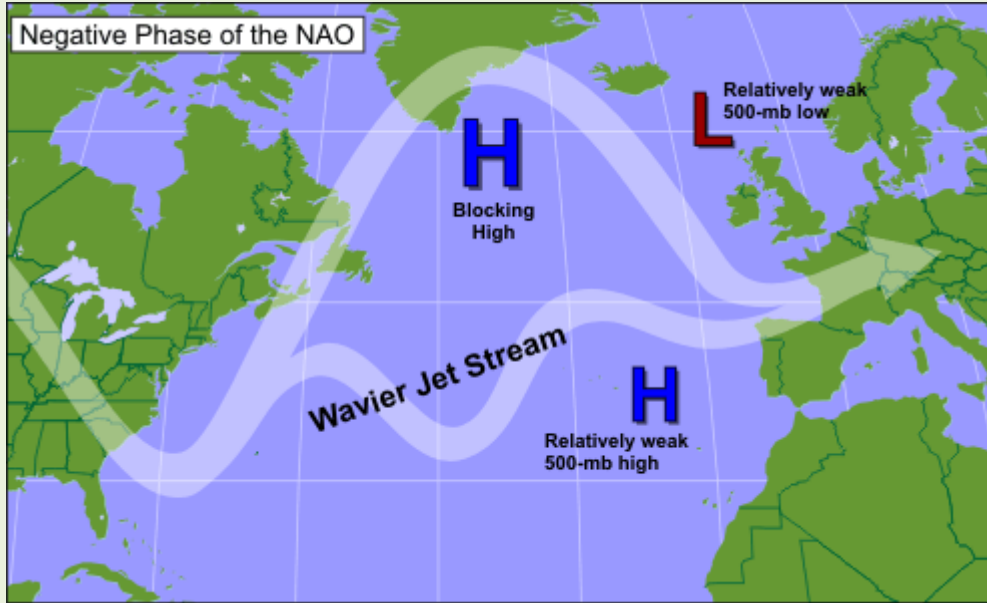 Negative Phase of the NAO
H
Blocking
High
L
Relatively weak
500-mb low
Wavier Jet Stream
H
Relatively weak
500-mb high